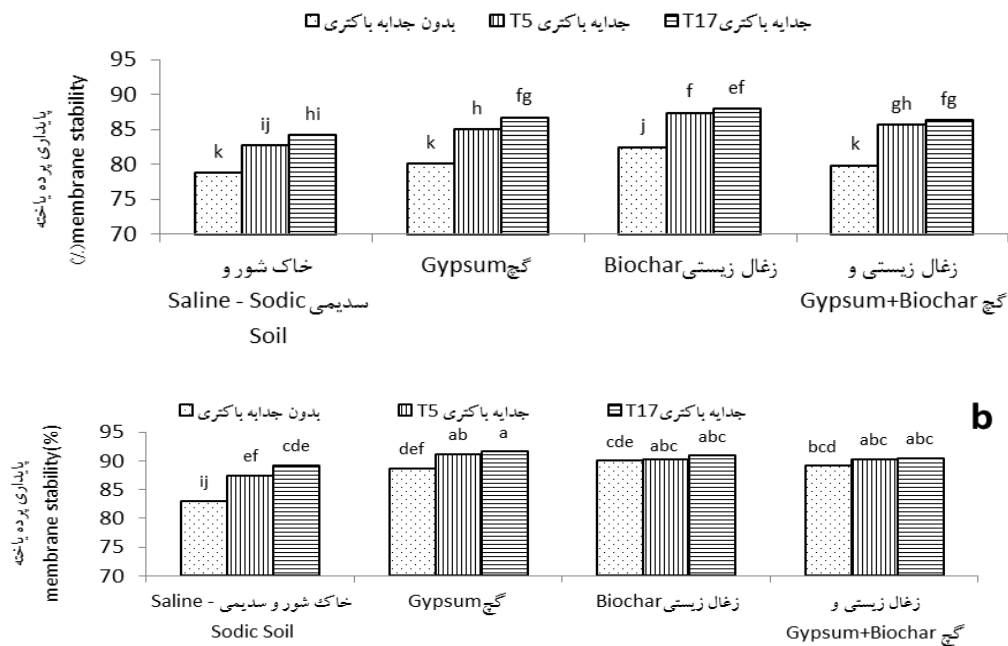 بدون جدابه باکتری جدایه باکتری T5 جدایه باکتری T17
پایداری پرده یاخته
membrane stability(٪)
95
90
85
80
75
70
k ij hi
k h fg
j f ef
k gh fg
خاک شور و
سدیمی Saline - Sodic
Soil
گچ Gypsum
زغال زیستی Biochar
زغال زیستی و
گچ Gypsum+Biochar
بدون جدابه باکتری جدایه باکتری T5 جدایه باکتری T17
b
پایداری پرده یاخته
membrane stability(%)
95
90
85
80
75
70
ij ef cde
def ab a
cde abc abc
bcd abc abc
خاک شور و سدیمی Saline -
Sodic Soil
گچ Gypsum
زغال زیستی Biochar
زغال زیستی و
گچ Gypsum+Biochar